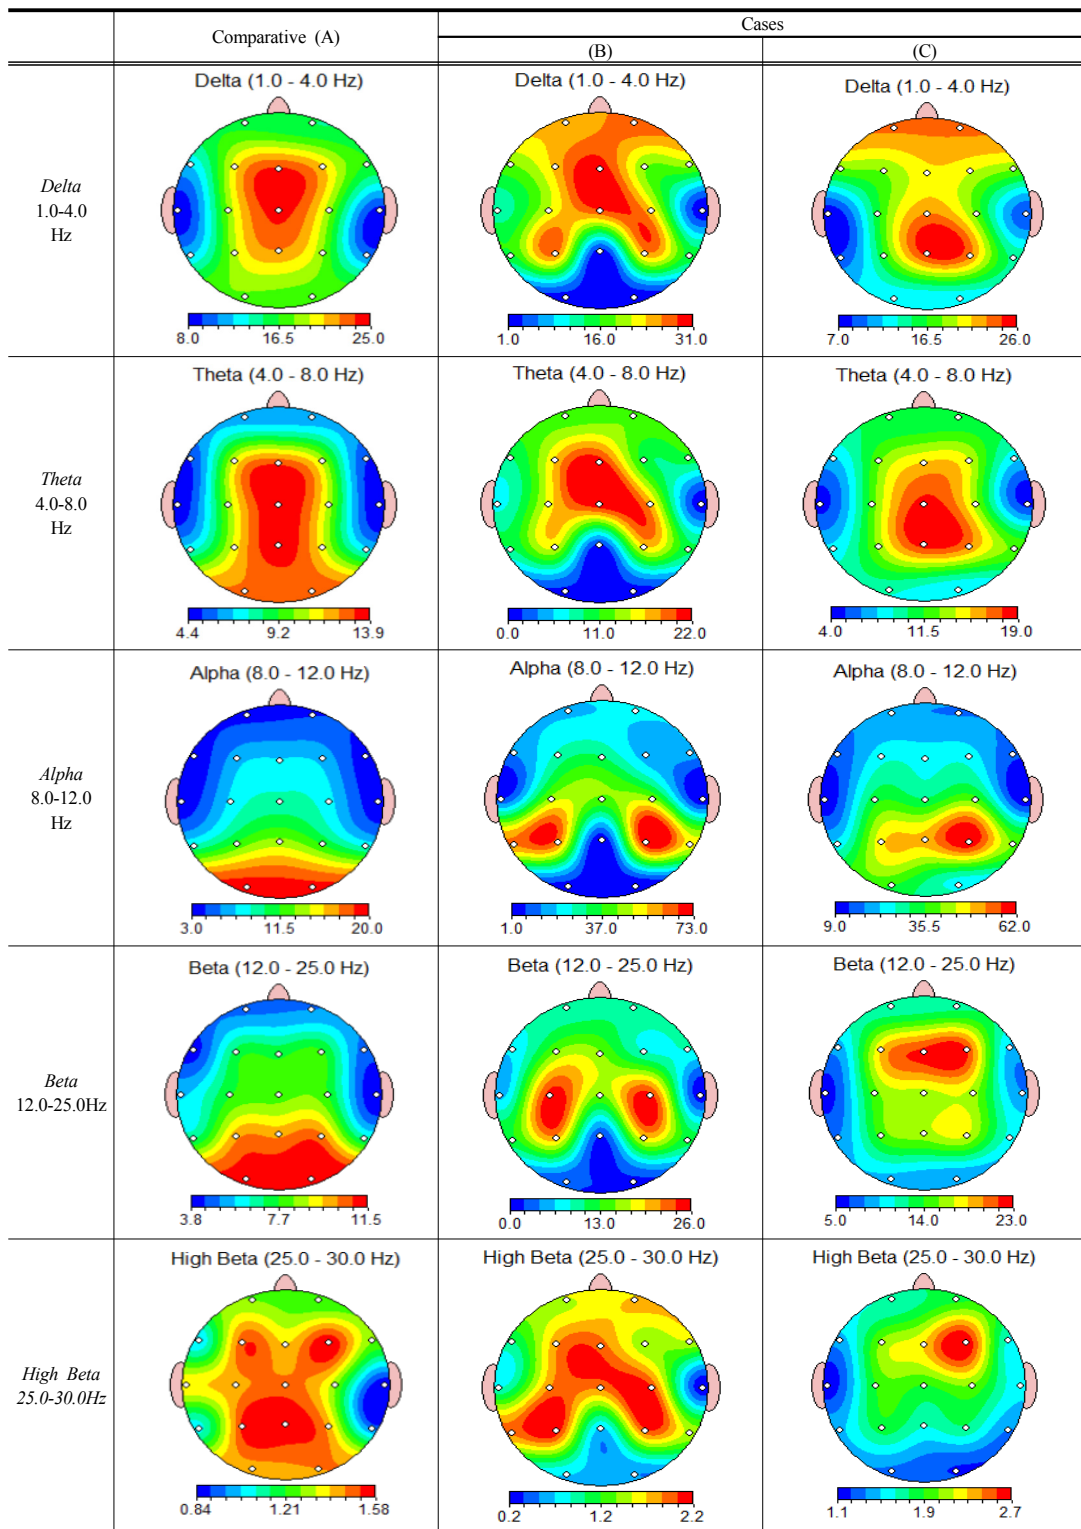 Comparative (A)
Cases
(B)
(C)
Delta
1.0-4.0
Hz
Delta (1.0 - 4.0 Hz)
8.0 16.5 25.0
Delta (1.0 - 4.0 Hz)
1.0 16.0 31.0
Delta (1.0 - 4.0 Hz)
7.0 16.5 26.0
Theta
4.0-8.0
Hz
Theta (4.0 - 8.0 Hz)
4.4 9.2 13.9
Theta (4.0 - 8.0 Hz)
0.0 11.0 22.0
Theta (4.0 - 8.0 Hz)
4.0 11.5 19.0
Alpha
8.0-12.0
Hz
Alpha (8.0 - 12.0 Hz)
3.0 11.5 20.0
Alpha (8.0 - 12.0 Hz)
1.0 37.0 73.0
Alpha (8.0 - 12.0 Hz)
9.0 35.5 62.0
Beta
12.0-25.0Hz
Beta (12.0 - 25.0 Hz)
3.8 7.7 11.5
Beta (12.0 - 25.0 Hz)
0.0 13.0 26.0
Beta (12.0 - 25.0 Hz)
5.0 14.0 23.0
High Beta
25.0-30.0Hz
High Beta (25.0 - 30.0 Hz)
0.84 1.21 1.58
High Beta (25.0 - 30.0 Hz)
0.2 1.2 2.2
High Beta (25.0 - 30.0 Hz)
1.1 1.9 2.7